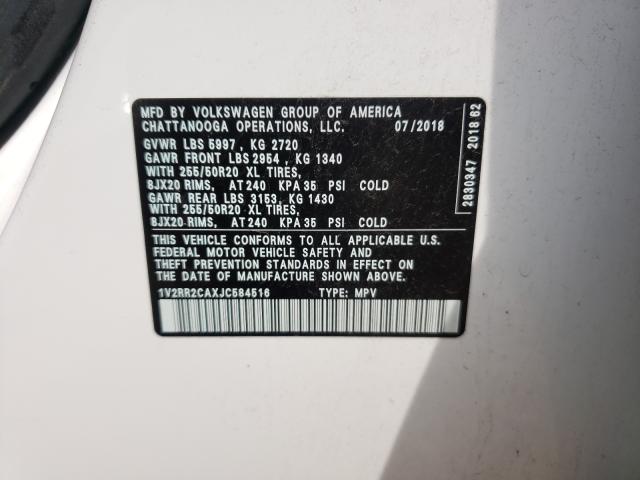 MFD BY VOLKSWAGEN GROUP OF AMERICA
CHATTANOOGA OPERATIONS, LLC. 07/2018
GVWR LBS 5997 , KG 2720
GAWR FRONT LBS 2954 , KG 1340
WITH 255/50R20 XL TIRES,
8JX20 RIMS, AT 240 KPA 35 PSI COLD
GAWR REAR LBS 3153, KG 1430
WITH 255/50R20 XL TIRES,
8JX20 RIMS, AT 240 KPA 35 PSI COLD
THIS VEHICLE CONFORMS TO ALL APPLICABLE U.S.
FEDERAL MOTOR VEHICLE SAFETY AND
THEFT PREVENTION STANDARDS IN EFFECT ON
THE DATE OF MANUFACTURE SHOWN ABOVE.
1V2RR2CAXJC584516 TYPE: MPV
2830347 2018 62